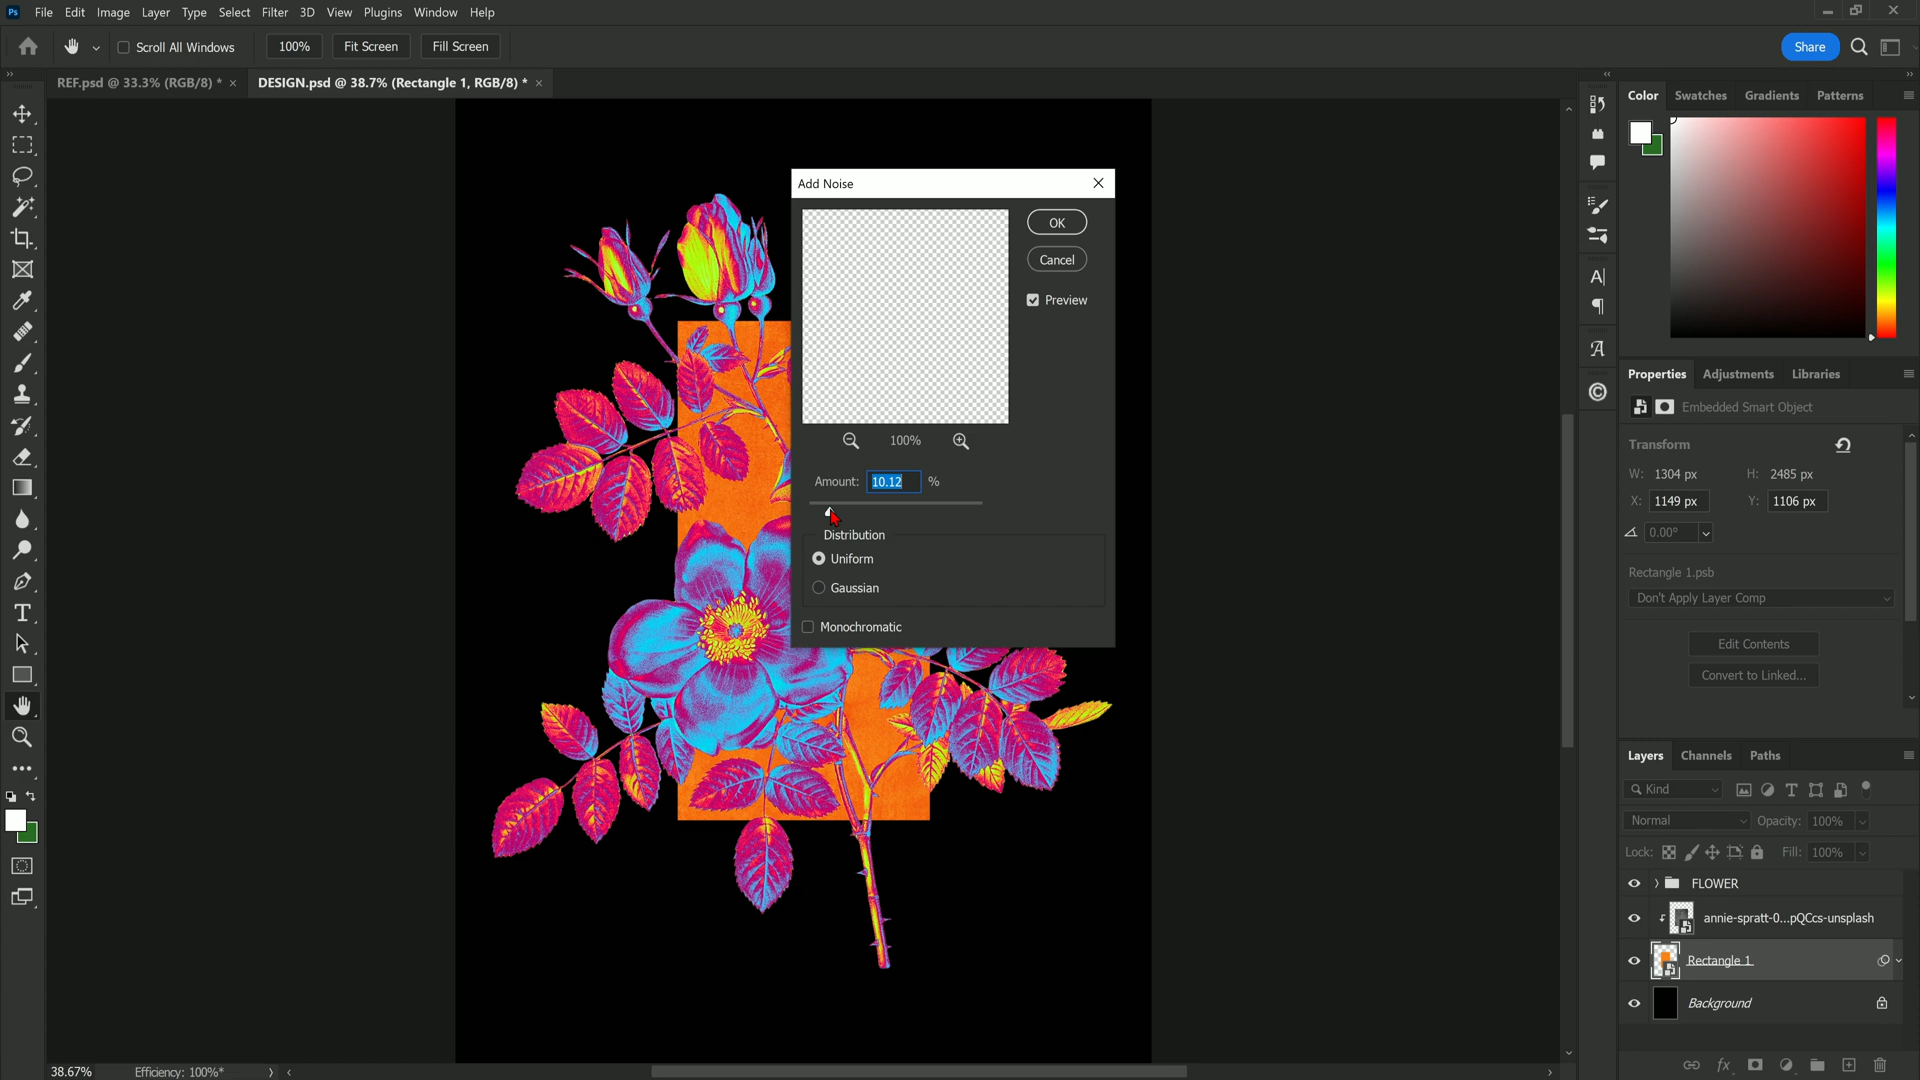 Ps File Edit Image Layer Type Select Filter 3D View Plugins Window Help
Scroll All Windows 100% Fit Screen Fill Screen Share
REF.psd @ 33.3% (RGB/8) * × DESIGN.psd @ 38.7% (Rectangle 1, RGB/8) * ×
Color Swatches Gradients Patterns
Add Noise
OK
Cancel
Preview
100%
Amount: 10.12 %
Distribution
Uniform
Gaussian
Monochromatic
Properties Adjustments Libraries
Embedded Smart Object
Transform
W: 1304 px H: 2485 px
X: 1149 px Y: 1106 px
0.00°
Rectangle 1.psb
Don't Apply Layer Comp
Edit Contents
Convert to Linked...
Layers Channels Paths
Kind
Normal Opacity: 100%
Lock: Fill: 100%
FLOWER
annie-spratt-0...pQCcs-unsplash
Rectangle 1
Background
fx
38.67% Efficiency: 100%*